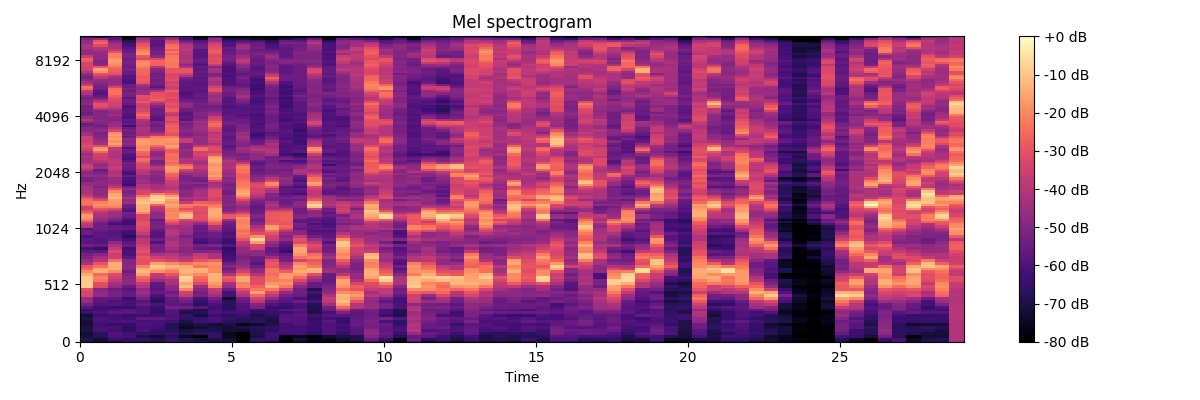 Mel spectrogram
Hz
8192
4096
2048
1024
512
0
0 5 10 15 20 25
Time
+0 dB
-10 dB
-20 dB
-30 dB
-40 dB
-50 dB
-60 dB
-70 dB
-80 dB